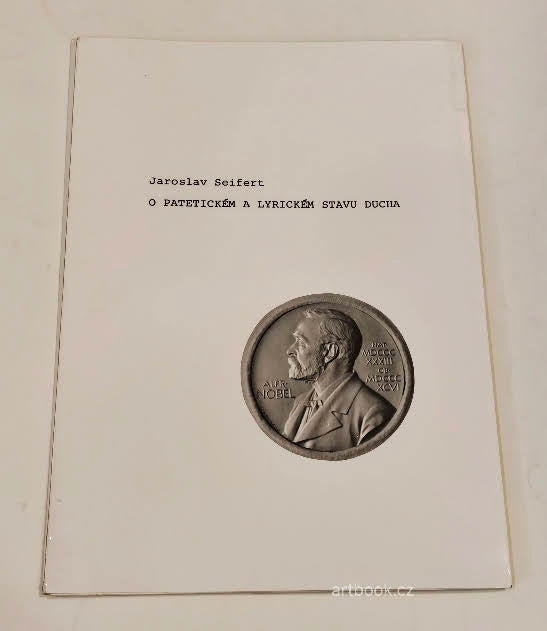 Jaroslav Seifert
O PATETICKÉM A LYRICKÉM STAVU DUCHA
ALFR.
NOBEL
NAT.
MDCCC
XXXIII
OB.
MDCCC
XCVI
artbook.cz